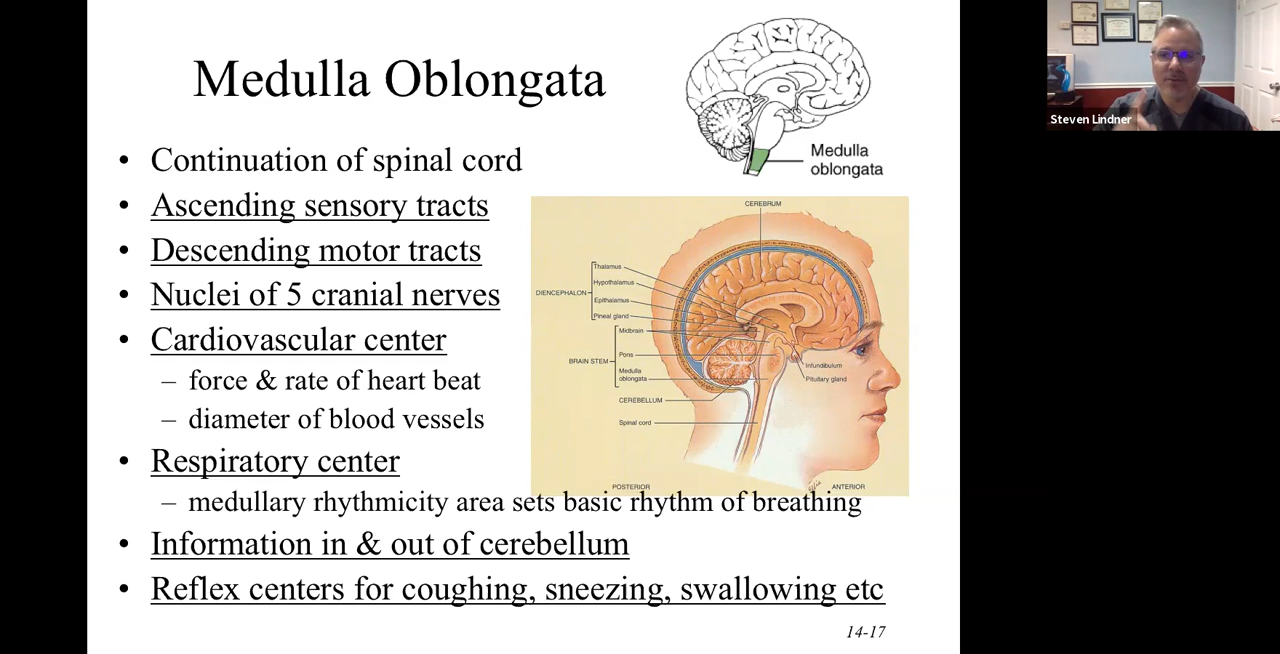 Medulla Oblongata
Medulla
oblongata
• Continuation of spinal cord
• Ascending sensory tracts
• Descending motor tracts
• Nuclei of 5 cranial nerves
• Cardiovascular center
– force & rate of heart beat
– diameter of blood vessels
• Respiratory center
– medullary rhythmicity area sets basic rhythm of breathing
• Information in & out of cerebellum
• Reflex centers for coughing, sneezing, swallowing etc
CEREBRUM
Thalamus
Hypothalamus
DIENCEPHALON
Epithalamus
Pineal gland
Midbrain
BRAIN STEM
Pons
Medulla
oblongata
CEREBELLUM
Spinal cord
Infundibulum
Pituitary gland
POSTERIOR
ANTERIOR
14-17
Steven Lindner